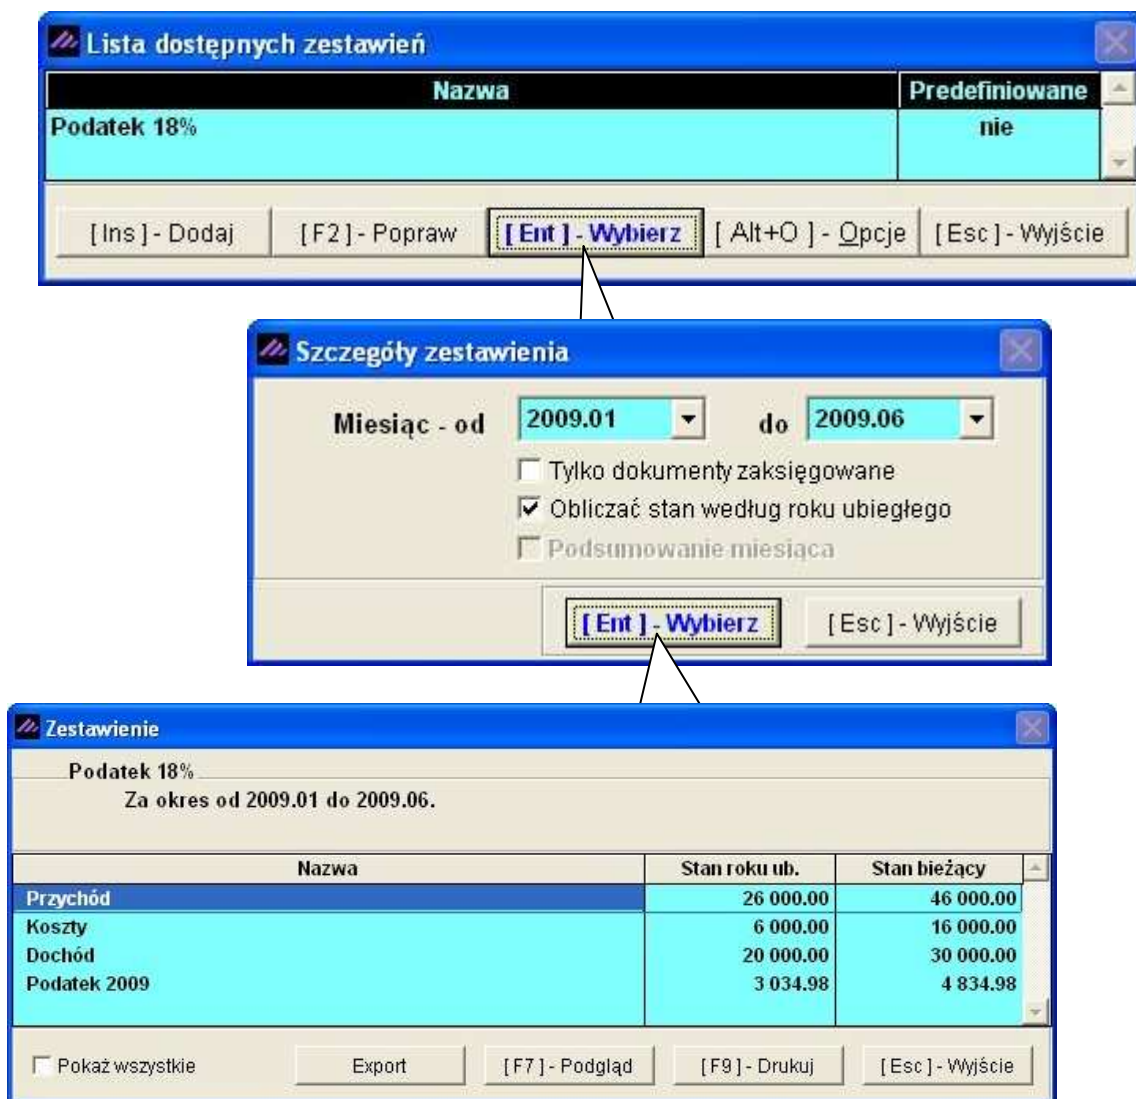 Lista dostępnych zestawień
Nazwa Predefiniowane
Podatek 18% nie
[ Ins ] - Dodaj [ F2 ] - Popraw [ Ent ] - Wybierz [ Alt+O ] - Opcje [ Esc ] - Wyjście
Szczegóły zestawienia
Miesiąc - od 2009.01 do 2009.06
Tylko dokumenty zaksięgowane
Obliczać stan według roku ubiegłego
Podsumowanie miesiąca
[ Ent ] - Wybierz [ Esc ] - Wyjście
Zestawienie
Podatek 18%
Za okres od 2009.01 do 2009.06.
Nazwa Stan roku ub. Stan bieżący
Przychód 26 000.00 46 000.00
Koszty 6 000.00 16 000.00
Dochód 20 000.00 30 000.00
Podatek 2009 3 034.98 4 834.98
Pokaż wszystkie Export [ F7 ] - Podgląd [ F9 ] - Drukuj [ Esc ] - Wyjście